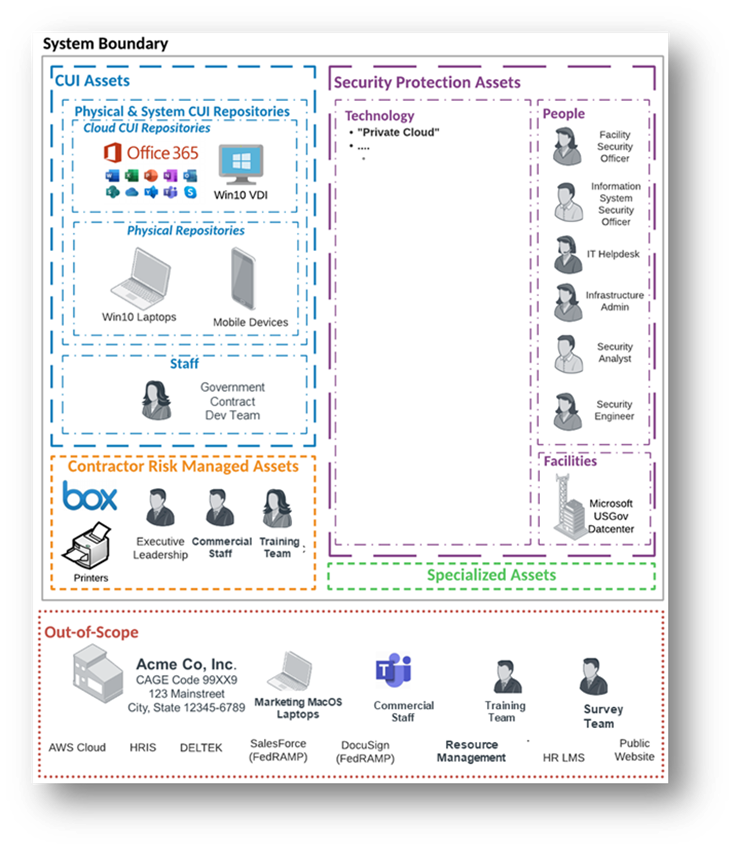 System Boundary
CUI Assets
Physical & System CUI Repositories
Cloud CUI Repositories
Office 365
Win10 VDI
Physical Repositories
Win10 Laptops
Mobile Devices
Staff
Government
Contract
Dev Team
Contractor Risk Managed Assets
box
Printers
Executive
Leadership
Commercial
Staff
Training
Team
:
Security Protection Assets
Technology
• "Private Cloud"
• ....
•
People
Facility
Security
Officer
Information
System
Security
Officer
IT Helpdesk
Infrastructure
Admin
Security
Analyst
Security
Engineer
Facilities
Microsoft
USGov
Datcenter
Specialized Assets
Out-of-Scope
Acme Co, Inc.
CAGE Code 99XX9
123 Mainstreet
City, State 12345-6789
Marketing MacOS
Laptops
Commercial
Staff
Training
Team
Survey
Team
AWS Cloud
HRIS
DELTEK
SalesForce
(FedRAMP)
DocuSign
(FedRAMP)
Resource
Management
HR LMS
Public
Website